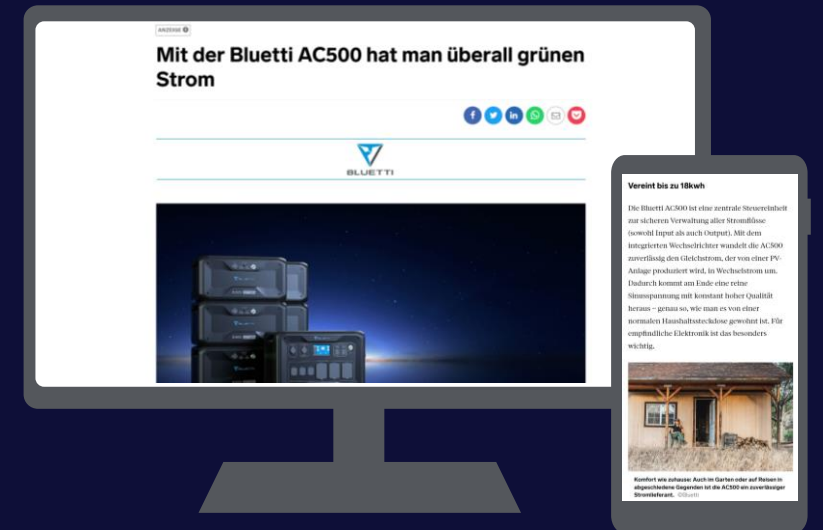 ANZEIGE
Mit der Bluetti AC500 hat man überall grünen
Strom
BLUETTI
Vereint bis zu 18kwh
Die Bluetti AC500 ist eine zentrale Steuereinheit
zur sicheren Verwaltung aller Stromflüsse
(sowohl Input als auch Output). Mit dem
integrierten Wechselrichter wandelt die AC500
zuverlässig den Gleichstrom, der von einer PV-
Anlage produziert wird, in Wechselstrom um.
Dadurch kommt am Ende eine reine
Sinusspannung mit konstant hoher Qualität
heraus – genau so, wie man es von einer
normalen Haushaltssteckdose gewohnt ist. Für
empfindliche Elektronik ist das besonders
wichtig.
Komfort wie zuhause: Auch im Garten oder auf Reisen in
abgeschiedene Gegenden ist die AC500 ein zuverlässiger
Stromlieferant. ©Bluetti